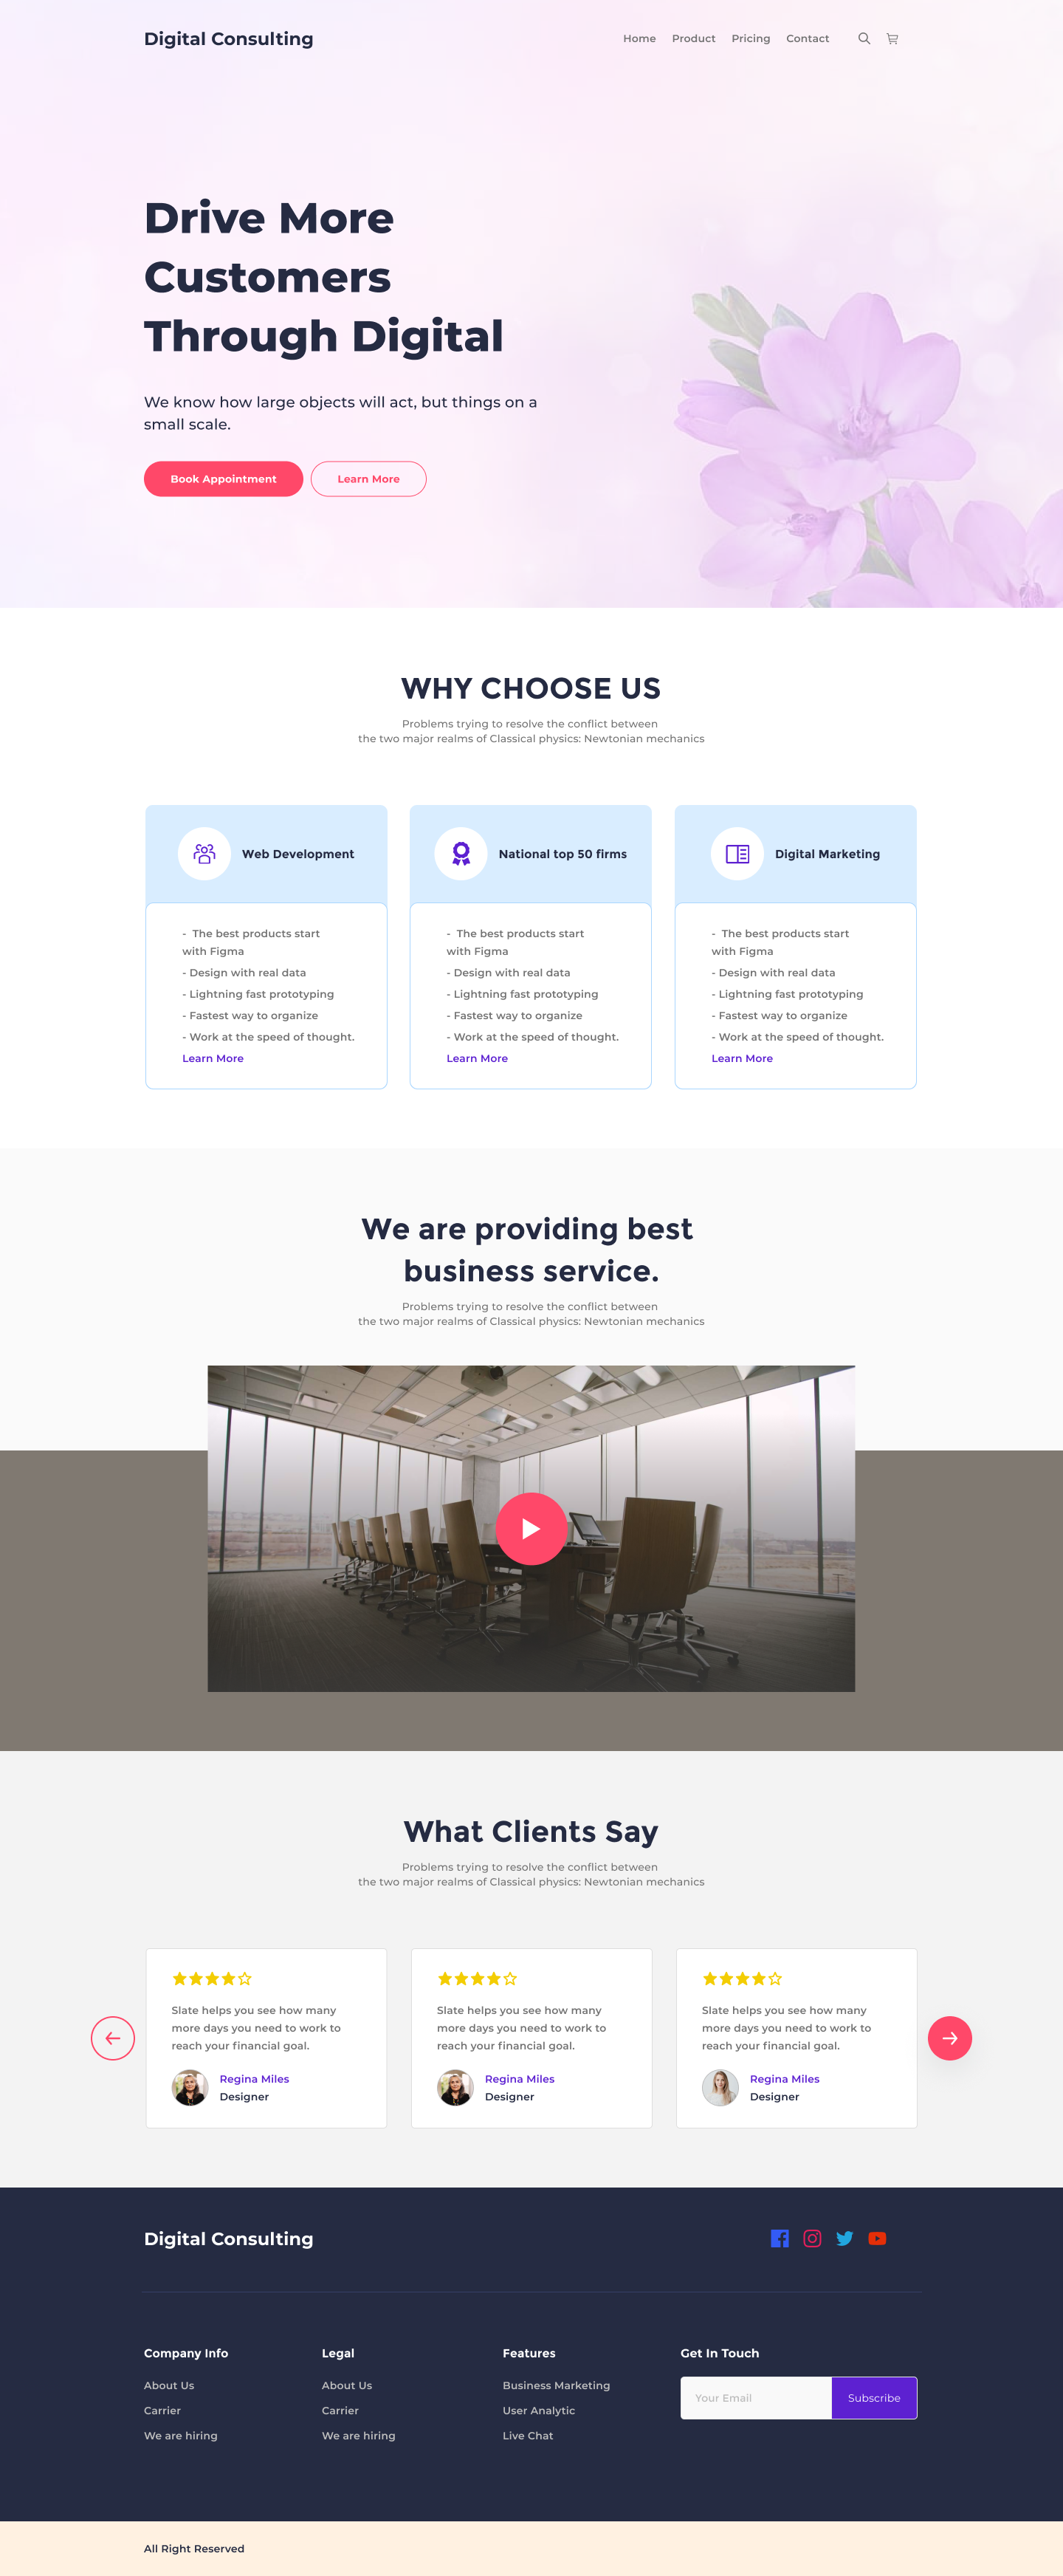 Digital Consulting
Home Product Pricing Contact
Drive More
Customers
Through Digital
We know how large objects will act, but things on a
small scale.
Book Appointment Learn More
WHY CHOOSE US
Problems trying to resolve the conflict between
the two major realms of Classical physics: Newtonian mechanics
Web Development
- The best products start
with Figma
- Design with real data
- Lightning fast prototyping
- Fastest way to organize
- Work at the speed of thought.
Learn More
National top 50 firms
- The best products start
with Figma
- Design with real data
- Lightning fast prototyping
- Fastest way to organize
- Work at the speed of thought.
Learn More
Digital Marketing
- The best products start
with Figma
- Design with real data
- Lightning fast prototyping
- Fastest way to organize
- Work at the speed of thought.
Learn More
We are providing best
business service.
Problems trying to resolve the conflict between
the two major realms of Classical physics: Newtonian mechanics
What Clients Say
Problems trying to resolve the conflict between
the two major realms of Classical physics: Newtonian mechanics
Slate helps you see how many
more days you need to work to
reach your financial goal.
Regina Miles
Designer
Slate helps you see how many
more days you need to work to
reach your financial goal.
Regina Miles
Designer
Slate helps you see how many
more days you need to work to
reach your financial goal.
Regina Miles
Designer
Digital Consulting
Company Info
About Us
Carrier
We are hiring
Legal
About Us
Carrier
We are hiring
Features
Business Marketing
User Analytic
Live Chat
Get In Touch
Your Email Subscribe
All Right Reserved